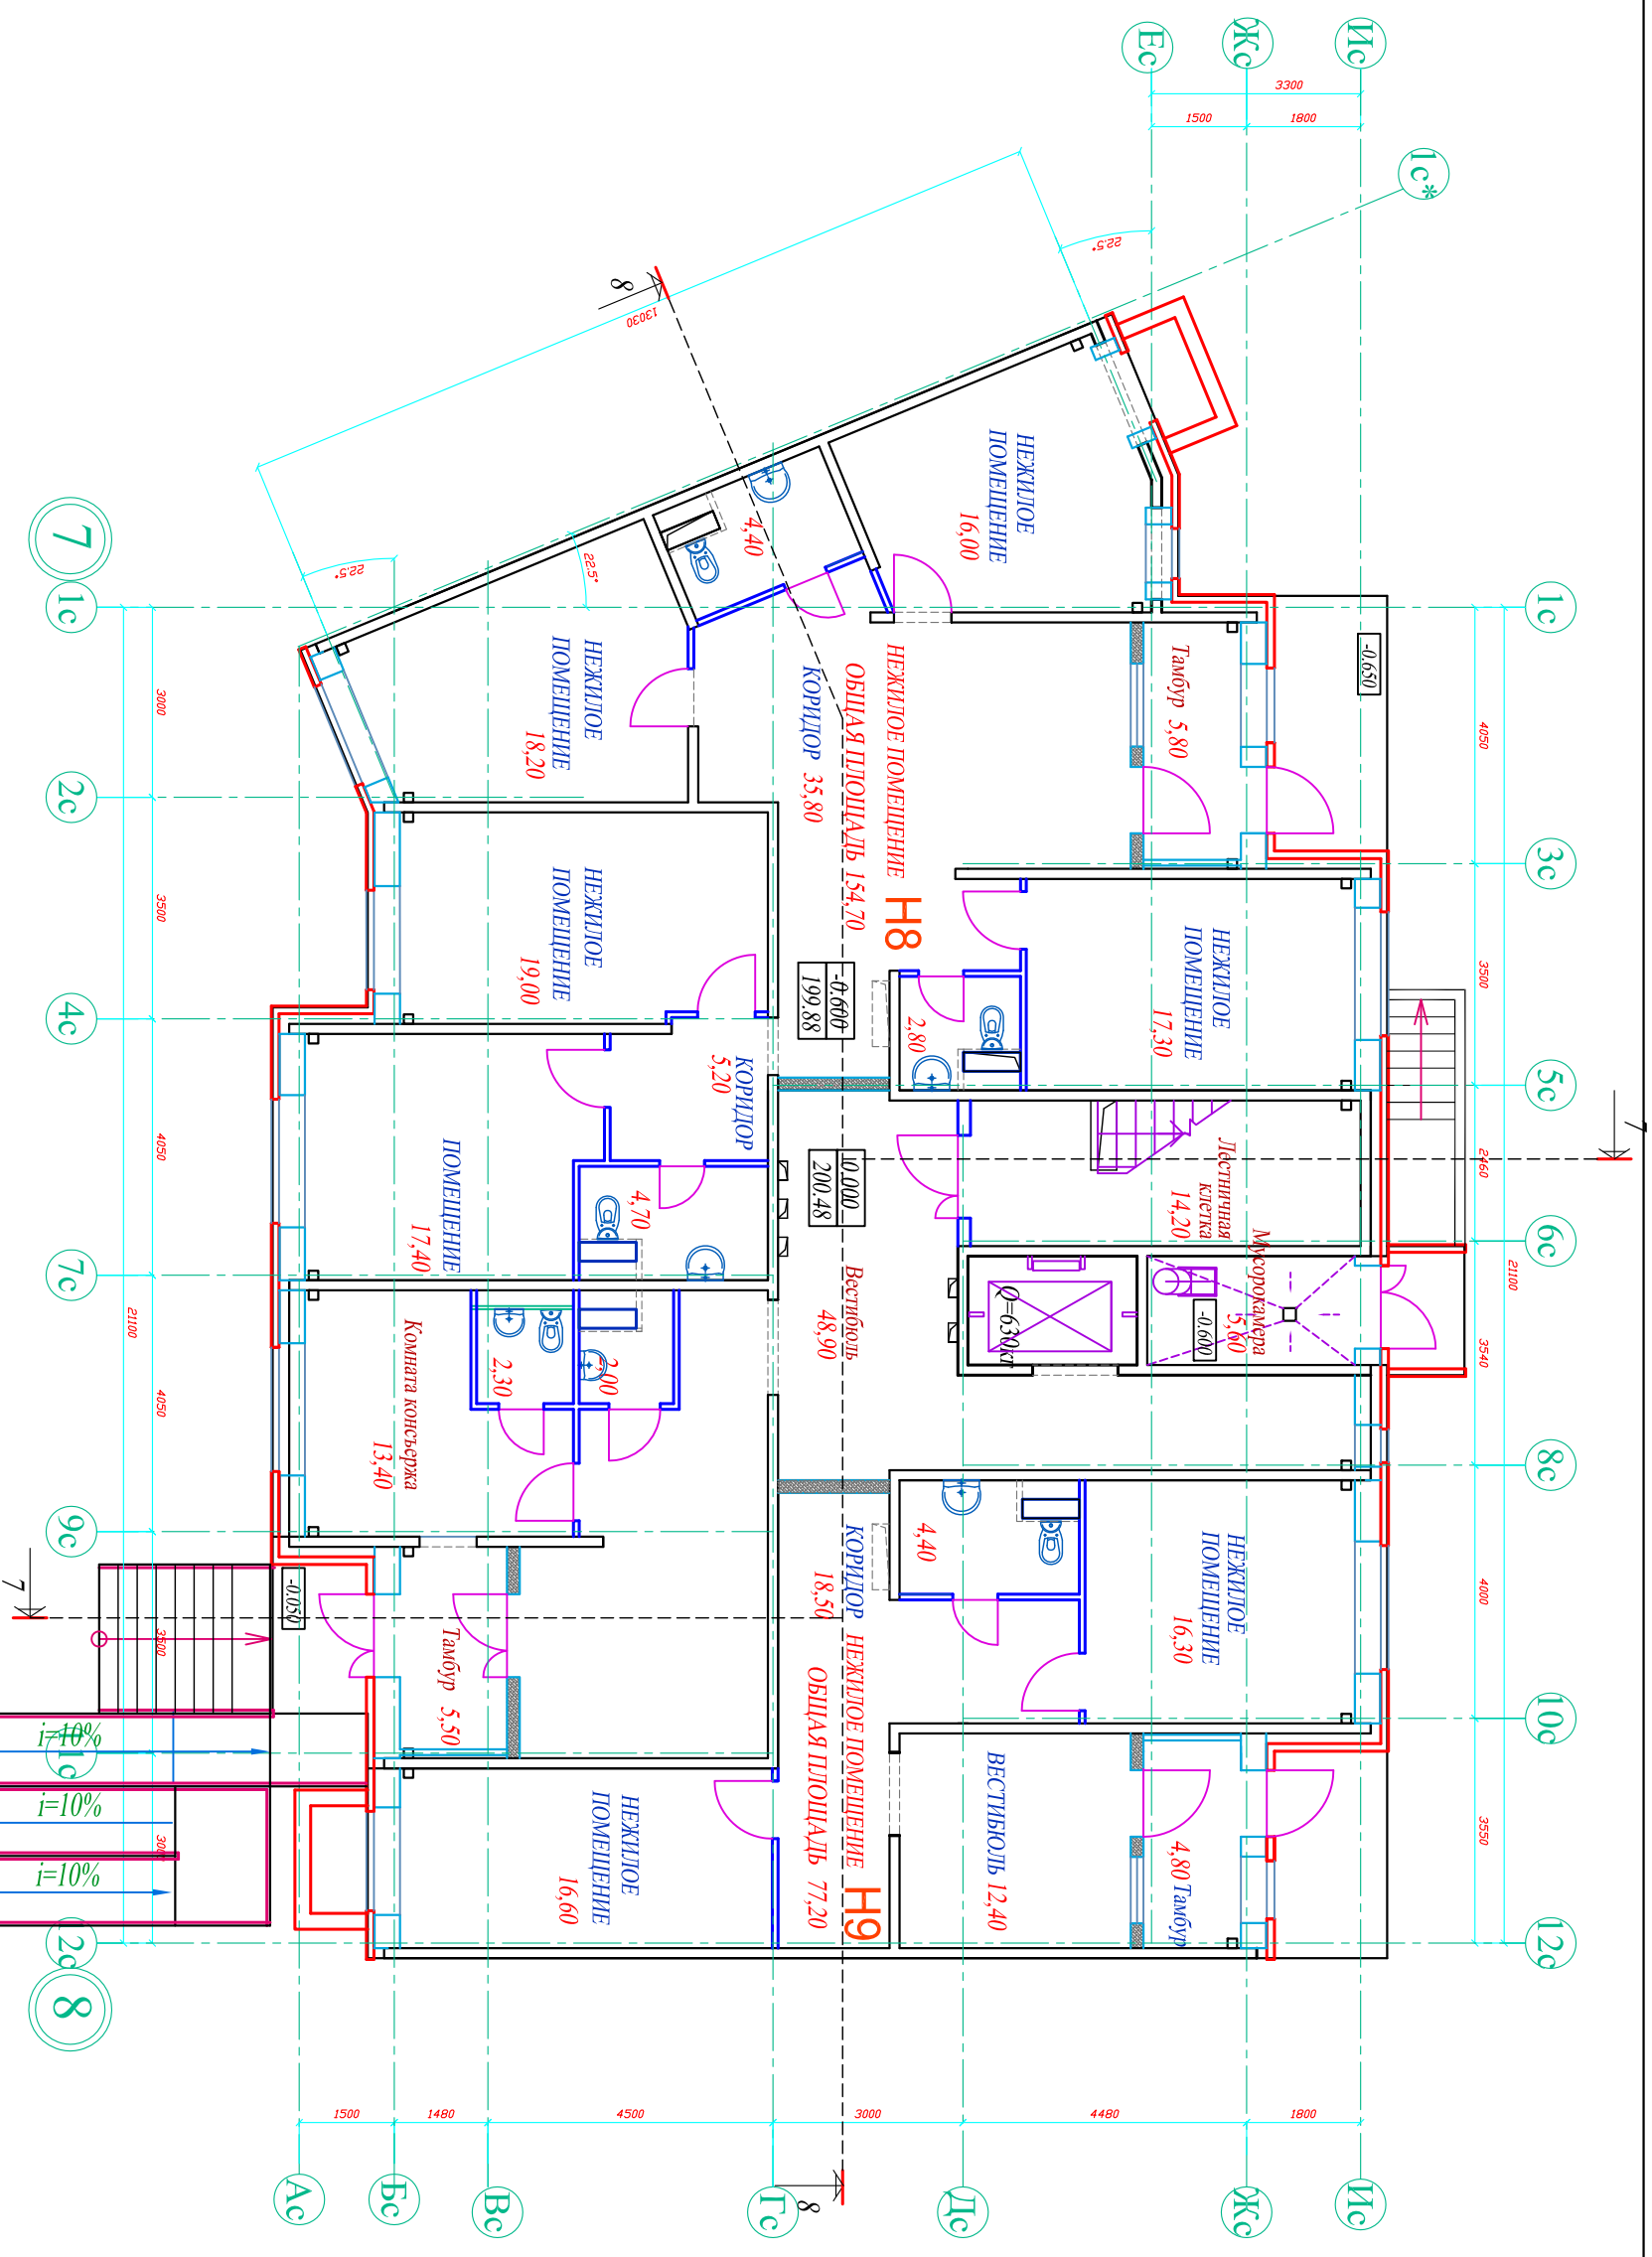 Ис
Жс
Ес
3300
1800
1500
1с*
22.5°
13030
8
22.5°
22.5°
1с
3с
5с
6с
8с
10с
12с
4050
3500
2460
3540
4000
3550
21100
7
-0.650
Тамбур 5,80
НЕЖИЛОЕ
ПОМЕЩЕНИЕ
16,00
4,40
НЕЖИЛОЕ
ПОМЕЩЕНИЕ
18,20
НЕЖИЛОЕ ПОМЕЩЕНИЕ
ОБЩАЯ ПЛОЩАДЬ 154,70
Н8
КОРИДОР 35,80
НЕЖИЛОЕ
ПОМЕЩЕНИЕ
17,30
2,80
-0.600
199.88
НЕЖИЛОЕ
ПОМЕЩЕНИЕ
19,00
КОРИДОР
5,20
ПОМЕЩЕНИЕ
17,40
4,70
0.000
200.48
Лестничная
клетка
14,20
Мусорокамера
5,60
-0.600
Q=630кг
Вестибюль
48,90
2,00
2,30
Комната консьержа
13,40
НЕЖИЛОЕ
ПОМЕЩЕНИЕ
16,30
4,40
КОРИДОР
18,50
НЕЖИЛОЕ ПОМЕЩЕНИЕ
ОБЩАЯ ПЛОЩАДЬ 77,20
Н9
ВЕСТИБЮЛЬ 12,40
4,80 Тамбур
Тамбур 5,50
НЕЖИЛОЕ
ПОМЕЩЕНИЕ
16,60
-0.050
7
i=10%
i=10%
i=10%
3000
3500
4050
4050
3500
21100
7
1с
2с
4с
7с
9с
12с
8
1500
1480
4500
3000
4480
1800
8
Ас
Бс
Вс
Гс
Дс
Жс
Ис